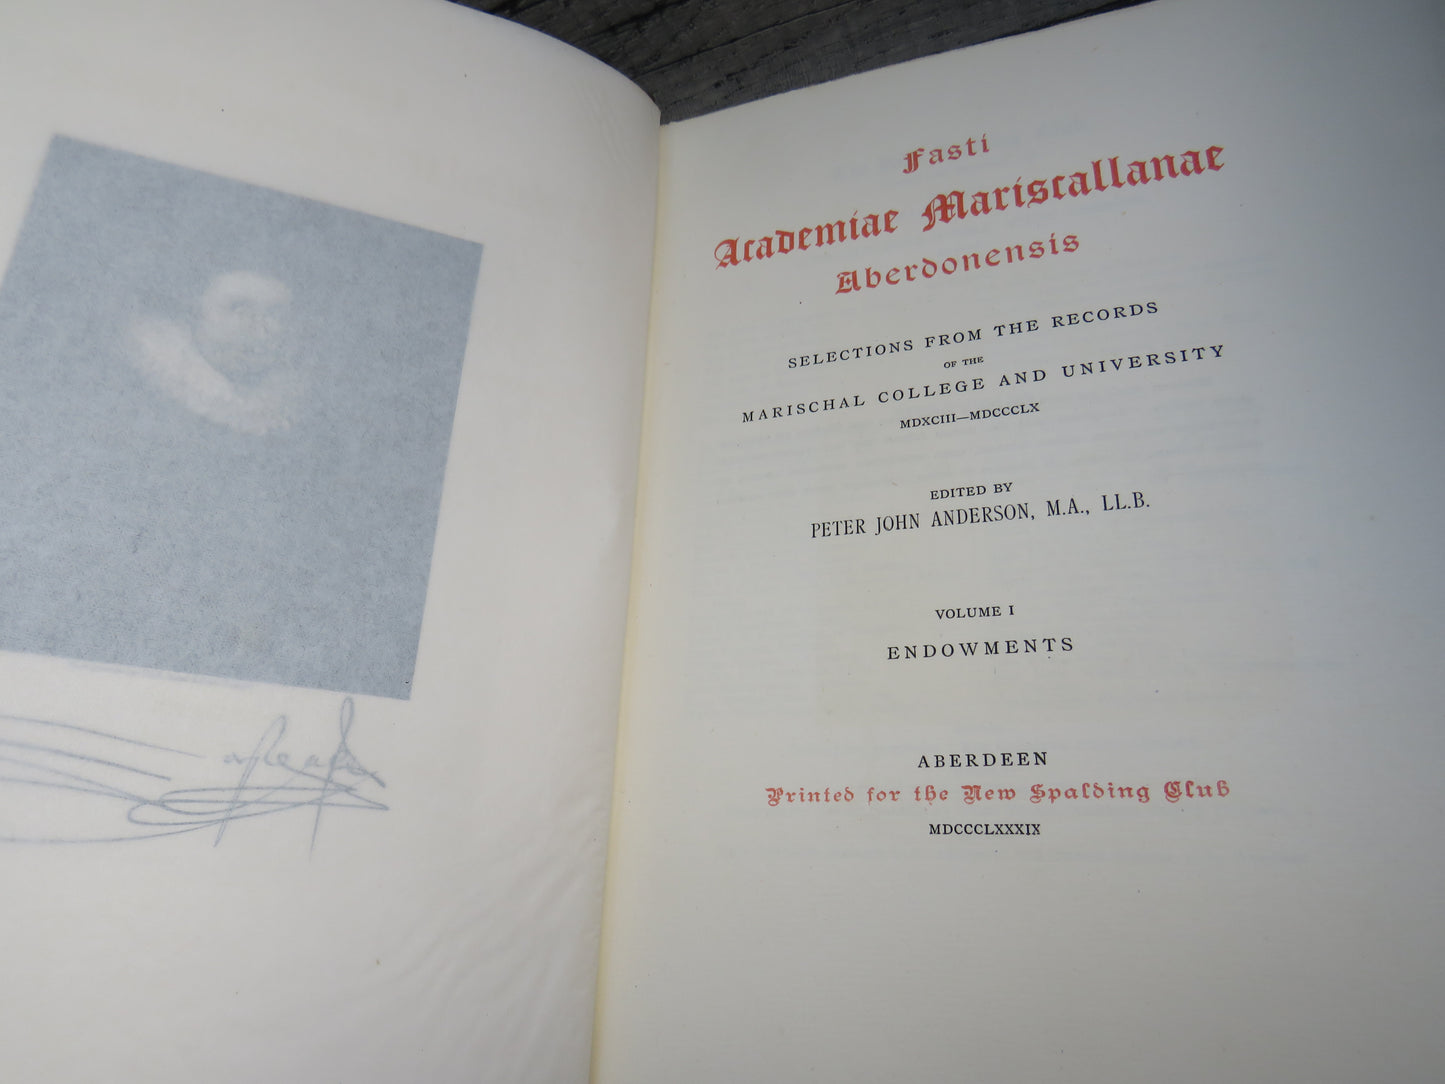 Fasti
Academiae Mariscallanae
Aberdonensis
SELECTIONS FROM THE RECORDS
OF THE
MARISCHAL COLLEGE AND UNIVERSITY
MDXCIII—MDCCCLX
EDITED BY
PETER JOHN ANDERSON, M.A., LL.B.
VOLUME I
ENDOWMENTS
ABERDEEN
Printed for the New Spalding Club
MDCCCLXXXIX